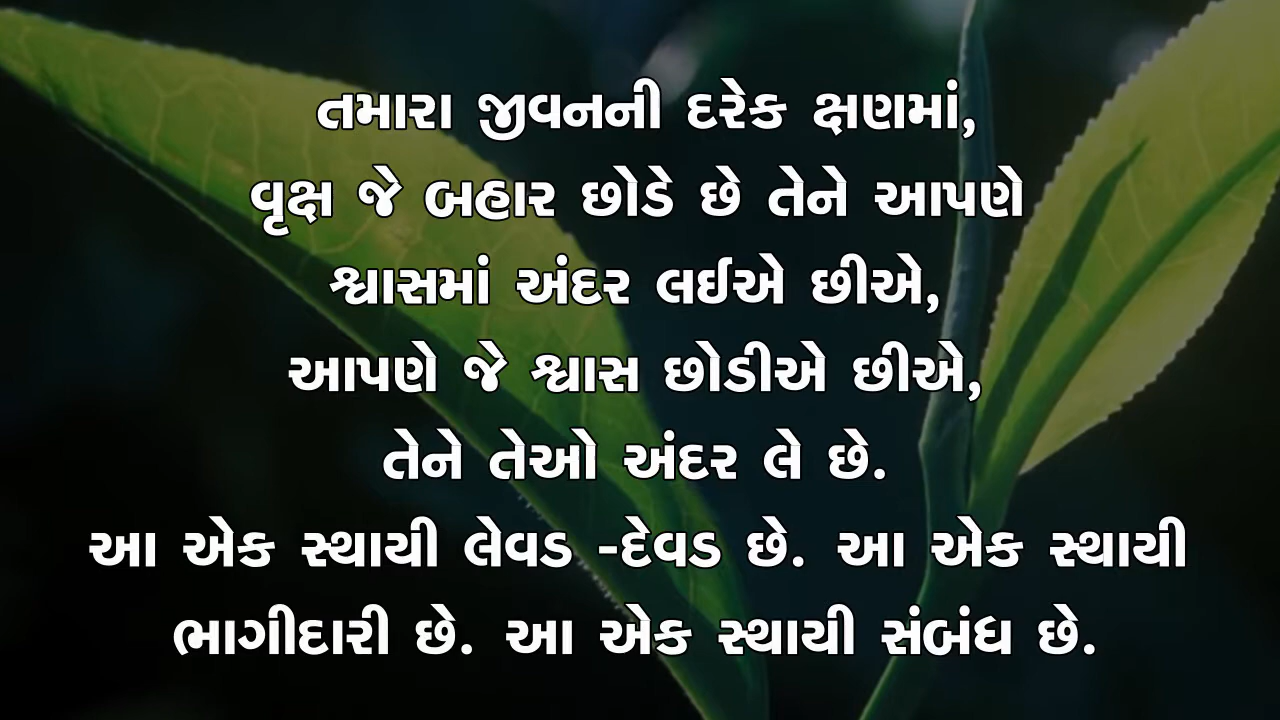 તમારા જીવનની દરેક ક્ષણમાં,
વૃક્ષ જે બહાર છોડે છે તેને આપણે
શ્વાસમાં અંદર લઈએ છીએ,
આપણે જે શ્વાસ છોડીએ છીએ,
તેને તેઓ અંદર લે છે.
આ એક સ્થાયી લેવડ -દેવડ છે. આ એક સ્થાયી
ભાગીદારી છે. આ એક સ્થાયી સંબંધ છે.